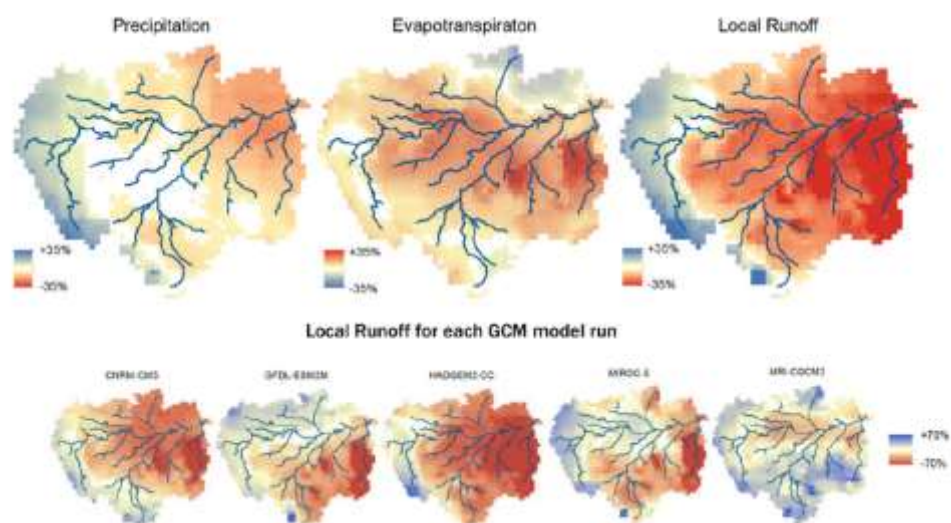 Precipitation
Evapotranspiraton
Local Runoff
+35%
-35%
+35%
-35%
+35%
-35%
Local Runoff for each GCM model run
CNRM-CM5
GFDL-ESM2M
HADGEM2-CC
MIROC-5
MRI-CGCM3
+70%
-70%